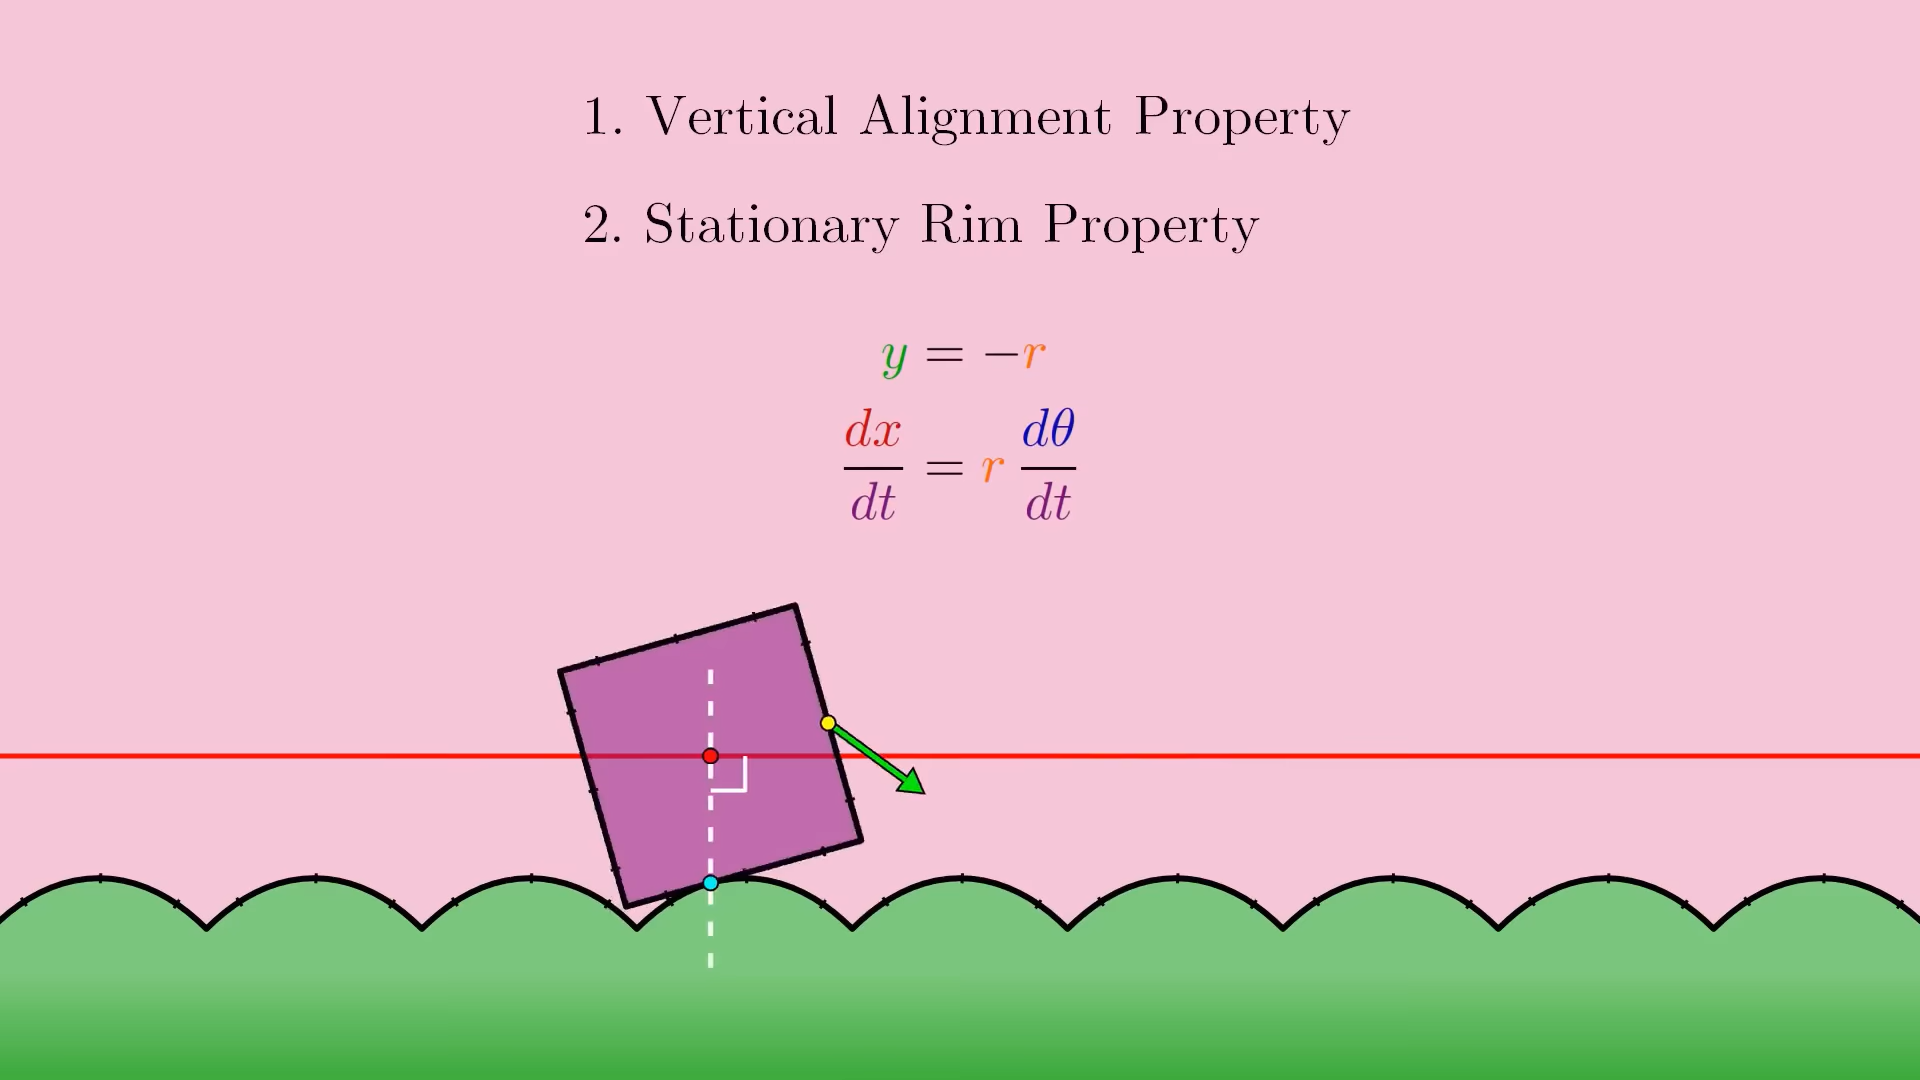 1. Vertical Alignment Property
2. Stationary Rim Property
y = −r
dx/dt = r dθ/dt